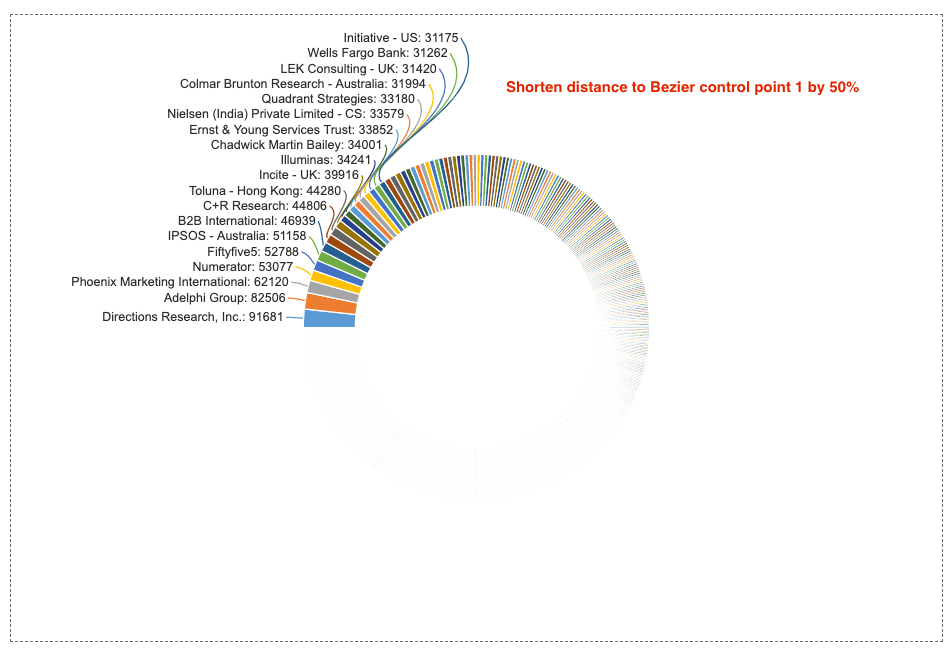 Initiative - US: 31175
Wells Fargo Bank: 31262
LEK Consulting - UK: 31420
Shorten distance to Bezier control point 1 by 50%
Colmar Brunton Research - Australia: 31994
Quadrant Strategies: 33180
Nielsen (India) Private Limited - CS: 33579
Ernst & Young Services Trust: 33852
Chadwick Martin Bailey: 34001
Illuminas: 34241
Incite - UK: 39916
Toluna - Hong Kong: 44280
C+R Research: 44806
B2B International: 46939
IPSOS - Australia: 51158
Fiftyfive5: 52788
Numerator: 53077
Phoenix Marketing International: 62120
Adelphi Group: 82506
Directions Research, Inc.: 91681